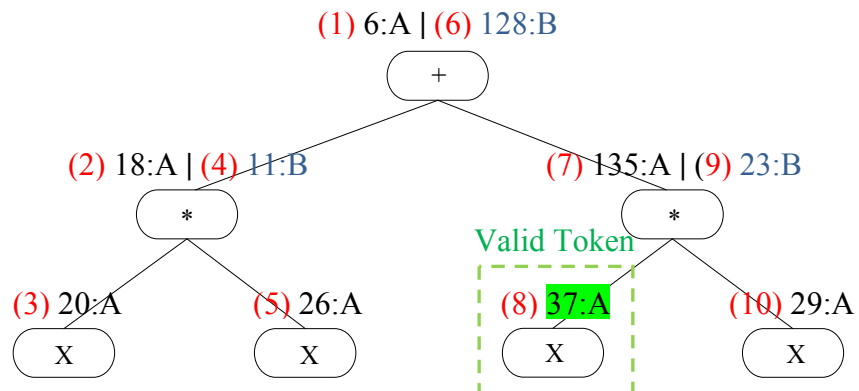 (1) 6:A | (6) 128:B
+
(2) 18:A | (4) 11:B
(7) 135:A | (9) 23:B
*
*
Valid Token
(3) 20:A
(5) 26:A
(8) 37:A
(10) 29:A
X
X
X
X